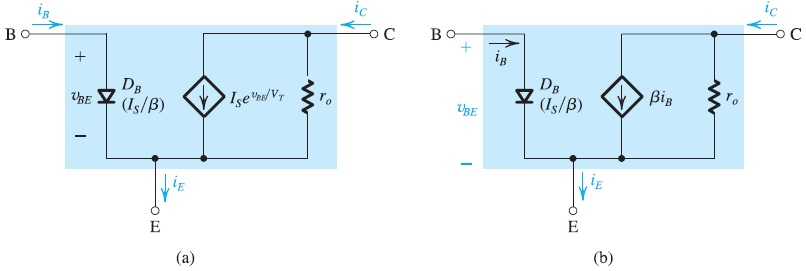 i_B
i_C
B
C
+
v_BE
−
D_B
(I_S/β)
I_S e^{v_BE/V_T}
r_o
i_E
E
(a)
i_C
B
C
+
i_B
v_BE
−
D_B
(I_S/β)
βi_B
r_o
i_E
E
(b)